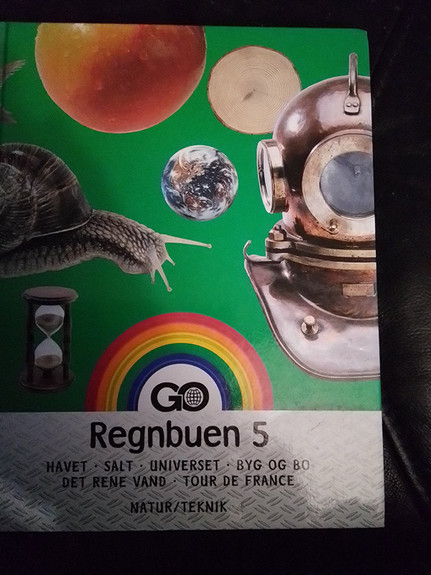 GO
Regnbuen 5
HAVET · SALT · UNIVERSET · BYG OG BO
DET RENE VAND · TOUR DE FRANCE
NATUR/TEKNIK